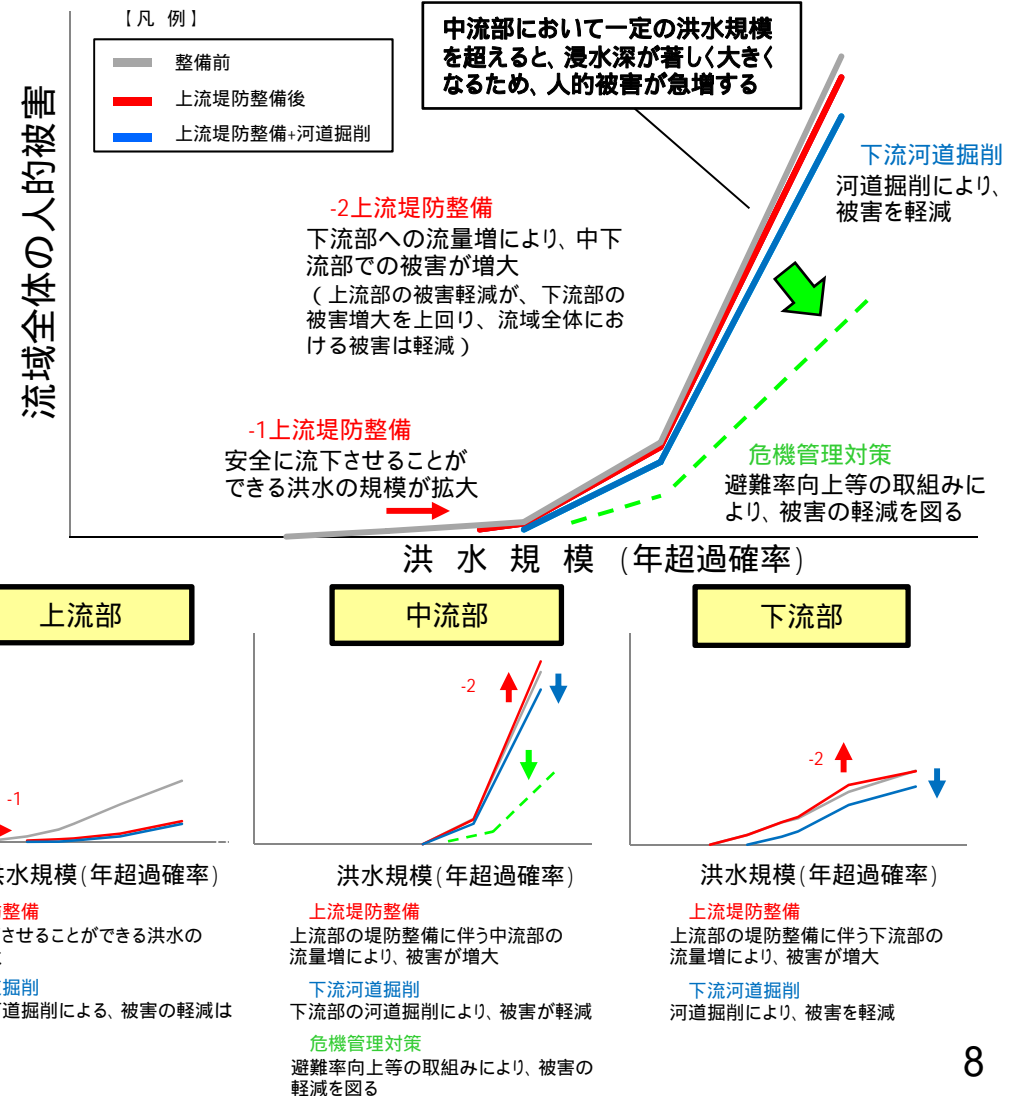 【凡 例】
整備前
上流堤防整備後
上流堤防整備+河道掘削
中流部において一定の洪水規模
を超えると、浸水深が著しく大きく
なるため、人的被害が急増する
流域全体の人的被害
下流河道掘削
河道掘削により、
被害を軽減
-2上流堤防整備
下流部への流量増により、中下
流部での被害が増大
(上流部の被害軽減が、下流部の
被害増大を上回り、流域全体にお
ける被害は軽減)
-1上流堤防整備
安全に流下させることが
できる洪水の規模が拡大
危機管理対策
避難率向上等の取組みに
より、被害の軽減を図る
洪 水 規 模 (年超過確率)
上流部
-1
水規模(年超過確率)
整備
させることができる洪水の
掘削
道掘削による、被害の軽減は
中流部
-2
洪水規模(年超過確率)
上流堤防整備
上流部の堤防整備に伴う中流部の
流量増により、被害が増大
下流河道掘削
下流部の河道掘削により、被害が軽減
危機管理対策
避難率向上等の取組みにより、被害の
軽減を図る
下流部
-2
洪水規模(年超過確率)
上流堤防整備
上流部の堤防整備に伴う下流部の
流量増により、被害が増大
下流河道掘削
河道掘削により、被害を軽減
8